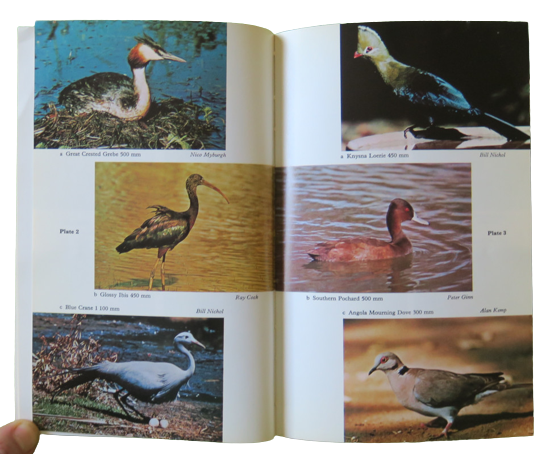 a Great Crested Grebe 500 mm
Nico Myburgh
Plate 2
b Glossy Ibis 450 mm
Ray Cook
c Blue Crane 1 100 mm
Bill Nichol
a Knysna Lourie 450 mm
Bill Nichol
Plate 3
b Southern Pochard 500 mm
Peter Ginn
c Angola Mourning Dove 300 mm
Alan Kemp